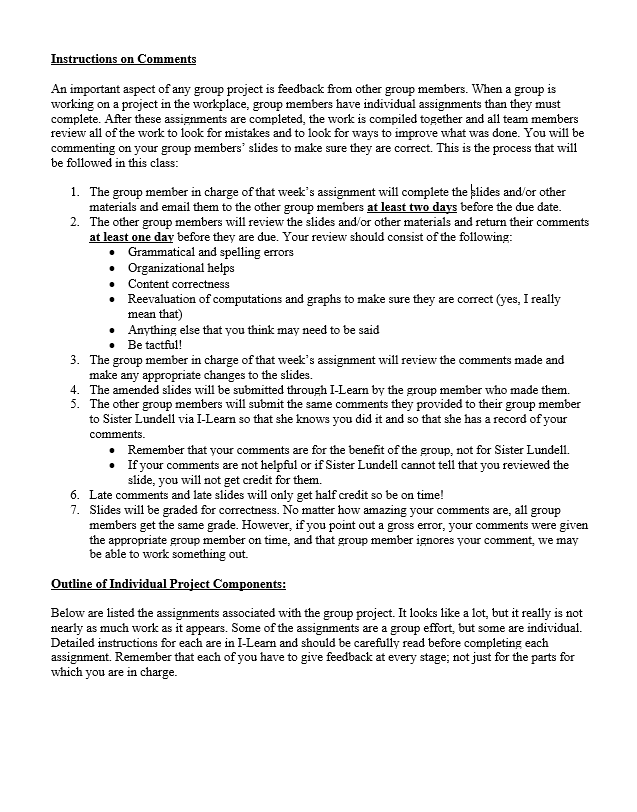 Instructions on Comments
An important aspect of any group project is feedback from other group members. When a group is
working on a project in the workplace, group members have individual assignments than they must
complete. After these assignments are completed, the work is compiled together and all team members
review all of the work to look for mistakes and to look for ways to improve what was done. You will be
commenting on your group members’ slides to make sure they are correct. This is the process that will
be followed in this class:
1. The group member in charge of that week’s assignment will complete the slides and/or other
materials and email them to the other group members at least two days before the due date.
2. The other group members will review the slides and/or other materials and return their comments
at least one day before they are due. Your review should consist of the following:
• Grammatical and spelling errors
• Organizational helps
• Content correctness
• Reevaluation of computations and graphs to make sure they are correct (yes, I really
mean that)
• Anything else that you think may need to be said
• Be tactful!
3. The group member in charge of that week’s assignment will review the comments made and
make any appropriate changes to the slides.
4. The amended slides will be submitted through I-Learn by the group member who made them.
5. The other group members will submit the same comments they provided to their group member
to Sister Lundell via I-Learn so that she knows you did it and so that she has a record of your
comments.
• Remember that your comments are for the benefit of the group, not for Sister Lundell.
• If your comments are not helpful or if Sister Lundell cannot tell that you reviewed the
slide, you will not get credit for them.
6. Late comments and late slides will only get half credit so be on time!
7. Slides will be graded for correctness. No matter how amazing your comments are, all group
members get the same grade. However, if you point out a gross error, your comments were given
the appropriate group member on time, and that group member ignores your comment, we may
be able to work something out.
Outline of Individual Project Components:
Below are listed the assignments associated with the group project. It looks like a lot, but it really is not
nearly as much work as it appears. Some of the assignments are a group effort, but some are individual.
Detailed instructions for each are in I-Learn and should be carefully read before completing each
assignment. Remember that each of you have to give feedback at every stage; not just for the parts for
which you are in charge.